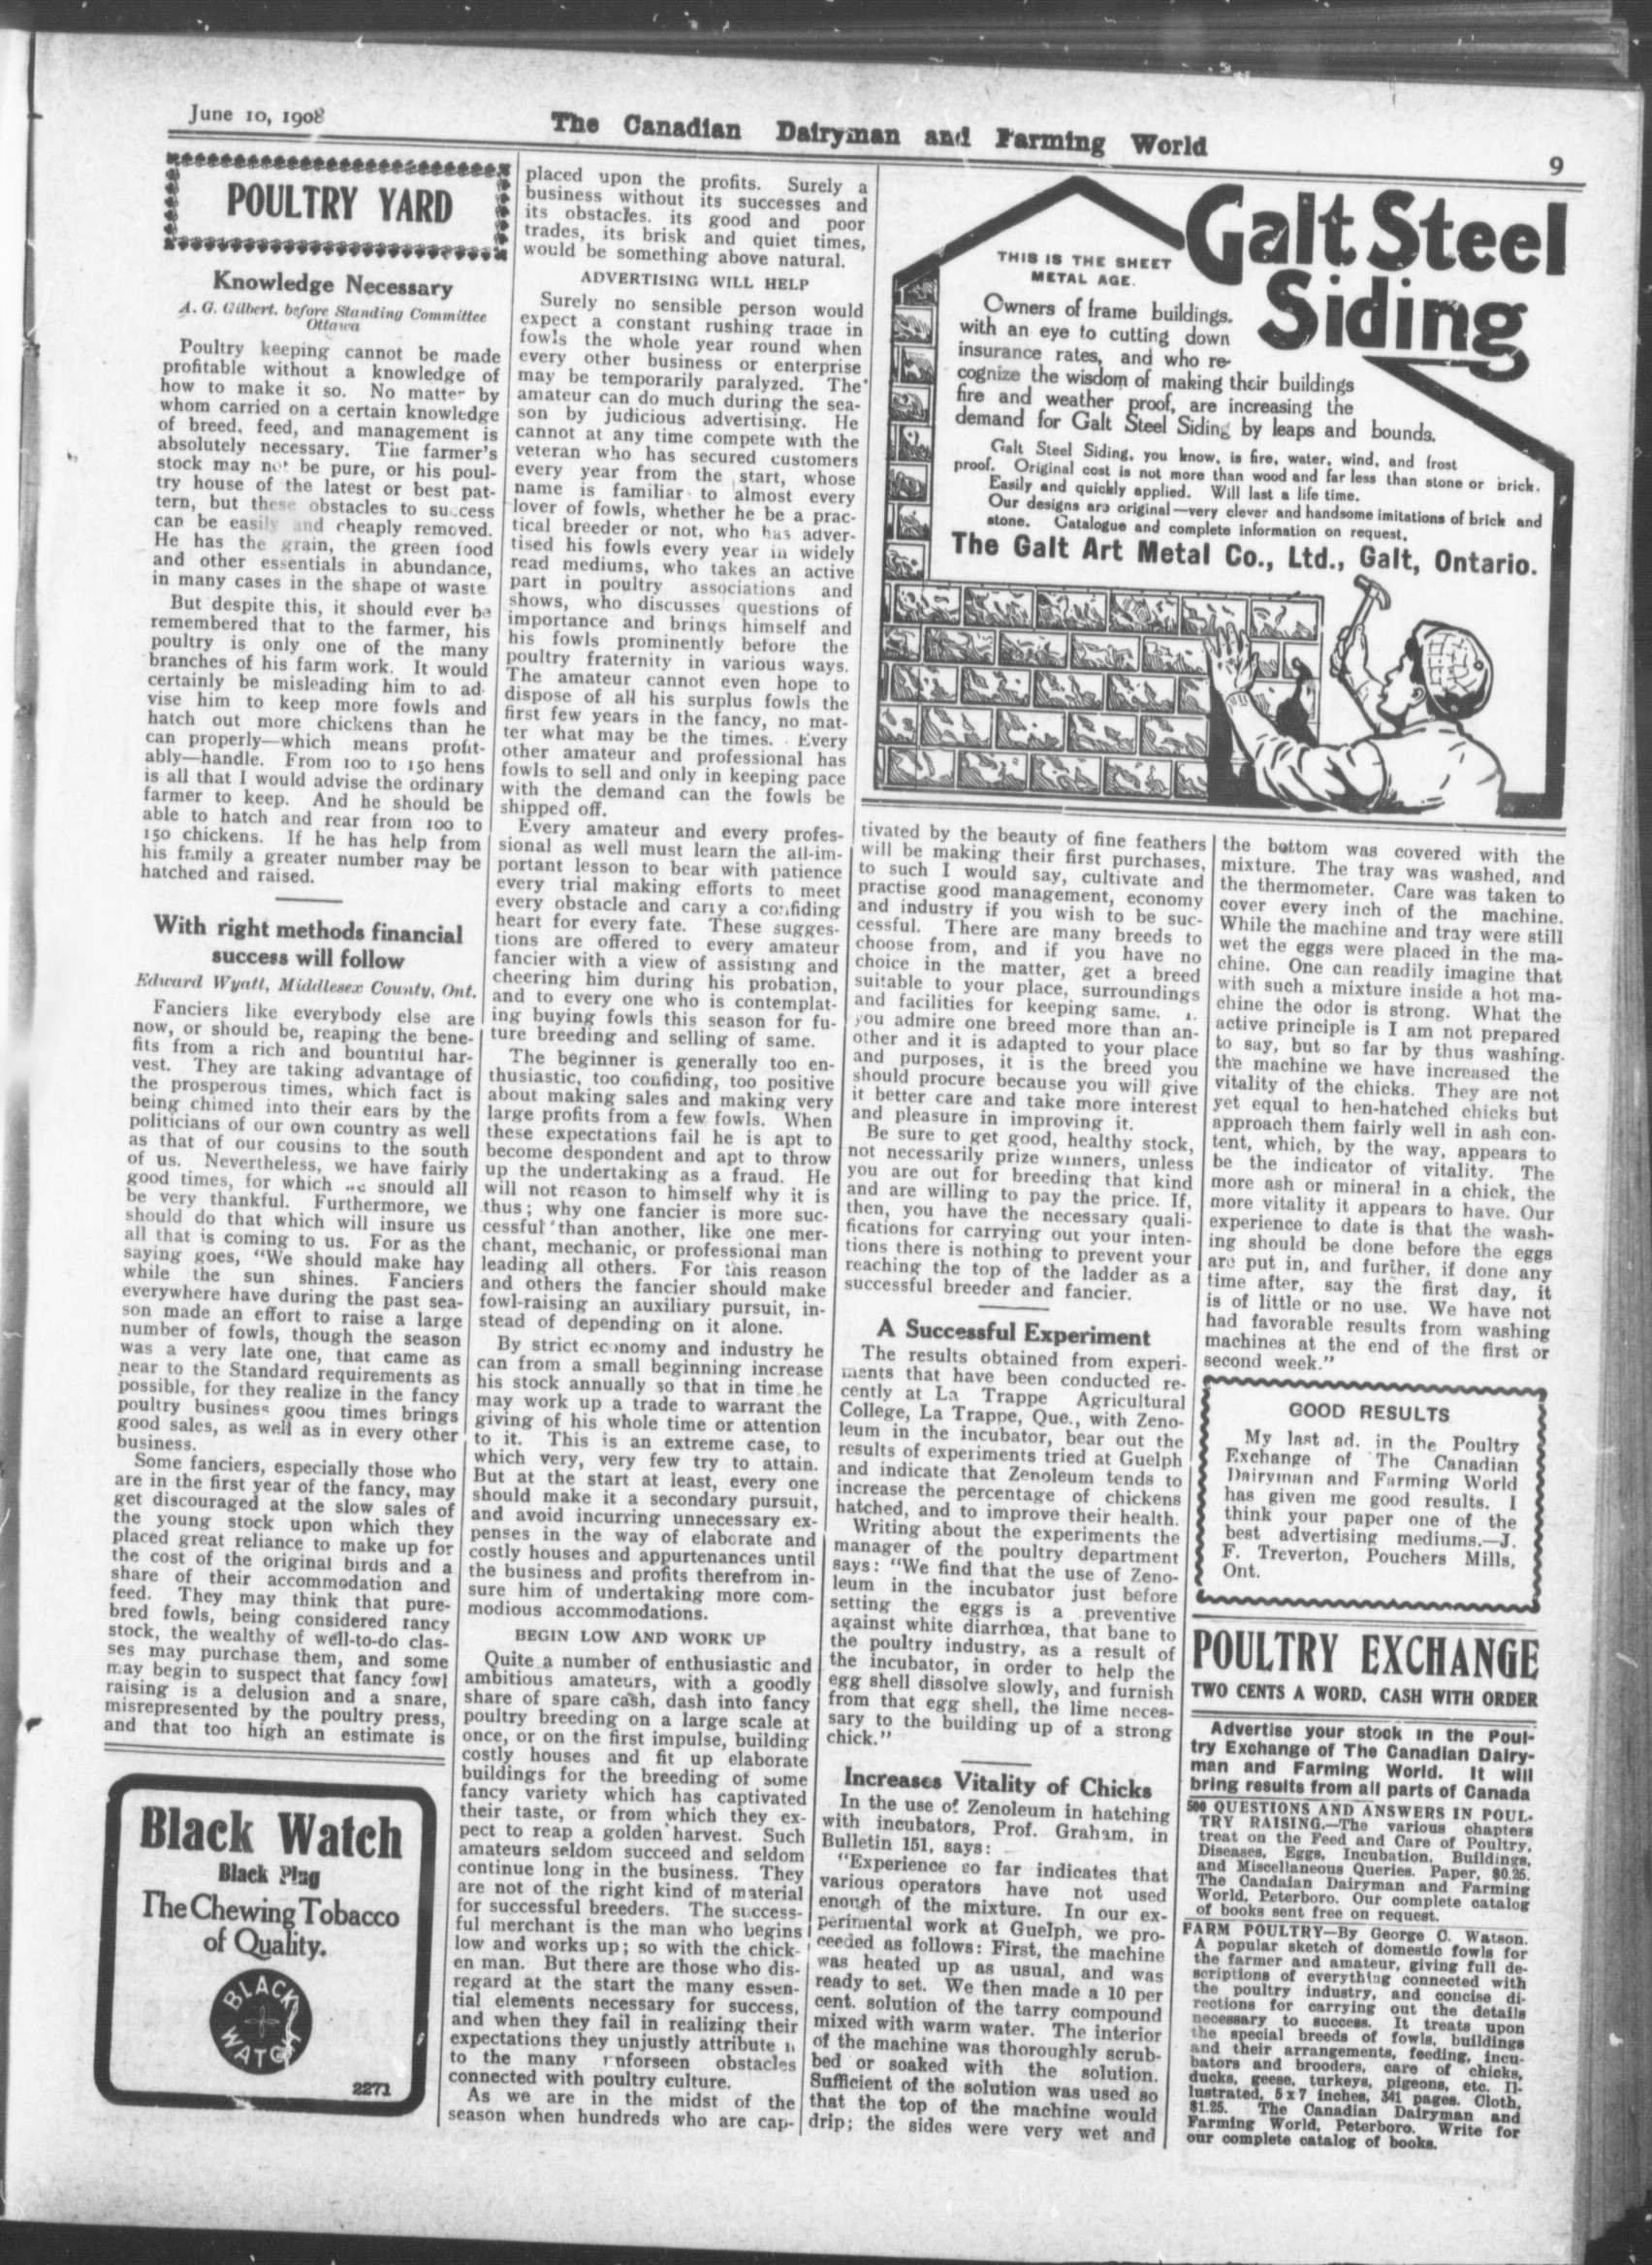 June 10, 1908
The Canadian Dairyman and Farming World
9
POULTRY YARD
Knowledge Necessary
A. G. Gilbert, before Standing Committee
Ottawa
Poultry keeping cannot be made
profitable without a knowledge of
how to make it so. No matter by
whom carried on a certain knowledge
of breed, feed, and management is
absolutely necessary. The farmer's
stock may not be pure, or his poul-
try house of the latest or best pat-
tern, but these obstacles to success
can be easily and cheaply removed.
He has the grain, the green food
and other essentials in abundance,
in many cases in the shape of waste
But despite this, it should ever be
remembered that to the farmer, his
poultry is only one of the many
branches of his farm work. It would
certainly be misleading him to ad-
vise him to keep more fowls and
hatch out more chickens than he
can properly—which means profit-
ably—handle. From 100 to 150 hens
is all that I would advise the ordinary
farmer to keep. And he should be
able to hatch and rear from 100 to
150 chickens. If he has help from
his family a greater number may be
hatched and raised.
With right methods financial
success will follow
Edward Wyatt, Middlesex County, Ont.
Fanciers like everybody else are
now, or should be, reaping the bene-
fits from a rich and bountiful har-
vest. They are taking advantage of
the prosperous times, which fact is
being chimed into their ears by the
politicians of our own country as well
as that of our cousins to the south
of us. Nevertheless, we have fairly
good times, for which we should all
be very thankful. Furthermore, we
should do that which will insure us
all that is coming to us. For as the
saying goes, "We should make hay
while the sun shines. Fanciers
everywhere have during the past sea-
son made an effort to raise a large
number of fowls, though the season
was a very late one, that came as
near to the Standard requirements as
possible, for they realize in the fancy
poultry business good times brings
good sales, as well as in every other
business.
Some fanciers, especially those who
are in the first year of the fancy, may
get discouraged at the slow sales of
the young stock upon which they
placed great reliance to make up for
the cost of the original birds and a
share of their accommodation and
feed. They may think that pure-
bred fowls, being considered rancy
stock, the wealthy of well-to-do clas-
ses may purchase them, and some
may begin to suspect that fancy fowl
raising is a delusion and a snare,
misrepresented by the poultry press,
and that too high an estimate is
Black Watch
Black Plug
The Chewing Tobacco
of Quality.
BLACK
WATCH
2271
placed upon the profits. Surely a
business without its successes and
its obstacles. its good and poor
trades, its brisk and quiet times,
would be something above natural.
ADVERTISING WILL HELP
Surely no sensible person would
expect a constant rushing trade in
fowls the whole year round when
every other business or enterprise
may be temporarily paralyzed. The
amateur can do much during the sea-
son by judicious advertising. He
cannot at any time compete with the
veteran who has secured customers
every year from the start, whose
name is familiar to almost every
lover of fowls, whether he be a prac-
tical breeder or not, who has adver-
tised his fowls every year in widely
read mediums, who takes an active
part in poultry associations and
shows, who discusses questions of
importance and brings himself and
his fowls prominently before the
poultry fraternity in various ways.
The amateur cannot even hope to
dispose of all his surplus fowls the
first few years in the fancy, no mat-
ter what may be the times. Every
other amateur and professional has
fowls to sell and only in keeping pace
with the demand can the fowls be
shipped off.
Every amateur and every profes-
sional as well must learn the all-im-
portant lesson to bear with patience
every trial making efforts to meet
every obstacle and carry a confiding
heart for every fate. These sugges-
tions are offered to every amateur
fancier with a view of assisting and
cheering him during his probation,
and to every one who is contemplat-
ing buying fowls this season for fu-
ture breeding and selling of same.
The beginner is generally too en-
thusiastic, too confiding, too positive
about making sales and making very
large profits from a few fowls. When
these expectations fail he is apt to
become despondent and apt to throw
up the undertaking as a fraud. He
will not reason to himself why it is
thus; why one fancier is more suc-
cessful than another, like one mer-
chant, mechanic, or professional man
leading all others. For this reason
and others the fancier should make
fowl-raising an auxiliary pursuit, in-
stead of depending on it alone.
By strict economy and industry he
can from a small beginning increase
his stock annually so that in time he
may work up a trade to warrant the
giving of his whole time or attention
to it. This is an extreme case, to
which very, very few try to attain.
But at the start at least, every one
should make it a secondary pursuit,
and avoid incurring unnecessary ex-
penses in the way of elaborate and
costly houses and appurtenances until
the business and profits therefrom in-
sure him of undertaking more com-
modious accommodations.
BEGIN LOW AND WORK UP
Quite a number of enthusiastic and
ambitious amateurs, with a goodly
share of spare cash, dash into fancy
poultry breeding on a large scale at
once, or on the first impulse, building
costly houses and fit up elaborate
buildings for the breeding of some
fancy variety which has captivated
their taste, or from which they ex-
pect to reap a golden harvest. Such
amateurs seldom succeed and seldom
continue long in the business. They
are not of the right kind of material
for successful breeders. The success-
ful merchant is the man who begins
low and works up; so with the chick-
en man. But there are those who dis-
regard at the start the many essen-
tial elements necessary for success,
and when they fail in realizing their
expectations they unjustly attribute
to the many unforseen obstacles
connected with poultry culture.
As we are in the midst of the
season when hundreds who are cap-
Galt Steel
Siding
THIS IS THE SHEET
METAL AGE.
Owners of frame buildings,
with an eye to cutting down
insurance rates, and who re-
cognize the wisdom of making their buildings
fire and weather proof, are increasing the
demand for Galt Steel Siding by leaps and bounds.
Galt Steel Siding, you know, is fire, water, wind, and frost
proof. Original cost is not more than wood and far less than stone or brick.
Easily and quickly applied. Will last a life time.
Our designs are original—very clever and handsome imitations of brick and
stone. Catalogue and complete information on request.
The Galt Art Metal Co., Ltd., Galt, Ontario.
tivated by the beauty of fine feathers
will be making their first purchases,
to such I would say, cultivate and
practise good management, economy
and industry if you wish to be suc-
cessful. There are many breeds to
choose from, and if you have no
choice in the matter, get a breed
suitable to your place, surroundings
and facilities for keeping same.
you admire one breed more than an-
other and it is adapted to your place
and purposes, it is the breed you
should procure because you will give
it better care and take more interest
and pleasure in improving it.
Be sure to get good, healthy stock,
not necessarily prize winners, unless
you are out for breeding that kind
and are willing to pay the price. If,
then, you have the necessary quali-
fications for carrying out your inten-
tions there is nothing to prevent your
reaching the top of the ladder as a
successful breeder and fancier.
A Successful Experiment
The results obtained from experi-
ments that have been conducted re-
cently at La Trappe Agricultural
College, La Trappe, Que., with Zeno-
leum in the incubator, bear out the
results of experiments tried at Guelph
and indicate that Zenoleum tends to
increase the percentage of chickens
hatched, and to improve their health.
Writing about the experiments the
manager of the poultry department
says: "We find that the use of Zeno-
leum in the incubator just before
setting the eggs is a preventive
against white diarrhœa, that bane to
the poultry industry, as a result of
the incubator, in order to help the
egg shell dissolve slowly, and furnish
from that egg shell, the lime neces-
sary to the building up of a strong
chick."
Increases Vitality of Chicks
In the use of Zenoleum in hatching
with incubators, Prof. Graham, in
Bulletin 151, says:
"Experience so far indicates that
various operators have not used
enough of the mixture. In our ex-
perimental work at Guelph, we pro-
ceeded as follows: First, the machine
was heated up as usual, and was
ready to set. We then made a 10 per
cent. solution of the tarry compound
mixed with warm water. The interior
of the machine was thoroughly scrub-
bed or soaked with the solution.
Sufficient of the solution was used so
that the top of the machine would
drip; the sides were very wet and
the bottom was covered with the
mixture. The tray was washed, and
the thermometer. Care was taken to
cover every inch of the machine.
While the machine and tray were still
wet the eggs were placed in the ma-
chine. One can readily imagine that
with such a mixture inside a hot ma-
chine the odor is strong. What the
active principle is I am not prepared
to say, but so far by thus washing
the machine we have increased the
vitality of the chicks. They are not
yet equal to hen-hatched chicks but
approach them fairly well in ash con-
tent, which, by the way, appears to
be the indicator of vitality. The
more ash or mineral in a chick, the
more vitality it appears to have. Our
experience to date is that the wash-
ing should be done before the eggs
are put in, and further, if done any
time after, say the first day, it
is of little or no use. We have not
had favorable results from washing
machines at the end of the first or
second week."
GOOD RESULTS
My last ad. in the Poultry
Exchange of The Canadian
Dairyman and Farming World
has given me good results. I
think your paper one of the
best advertising mediums.—J.
F. Treverton, Pouchers Mills,
Ont.
POULTRY EXCHANGE
TWO CENTS A WORD, CASH WITH ORDER
Advertise your stock in the Poul-
try Exchange of The Canadian Dairy-
man and Farming World. It will
bring results from all parts of Canada
500 QUESTIONS AND ANSWERS IN POUL-
TRY RAISING.—The various chapters
treat on the Feed and Care of Poultry,
Diseases, Eggs, Incubation, Buildings,
and Miscellaneous Queries. Paper, $0.25.
The Candaian Dairyman and Farming
World, Peterboro. Our complete catalog
of books sent free on request.
FARM POULTRY—By George C. Watson.
A popular sketch of domestic fowls for
the farmer and amateur, giving full de-
scriptions of everything connected with
the poultry industry, and concise di-
rections for carrying out the details
necessary to success. It treats upon
the special breeds of fowls, buildings
and their arrangements, feeding, incu-
bators and brooders, care of chicks,
ducks, geese, turkeys, pigeons, etc. Il-
lustrated, 5 x 7 inches, 341 pages. Cloth,
$1.25. The Canadian Dairyman and
Farming World, Peterboro. Write for
our complete catalog of books.